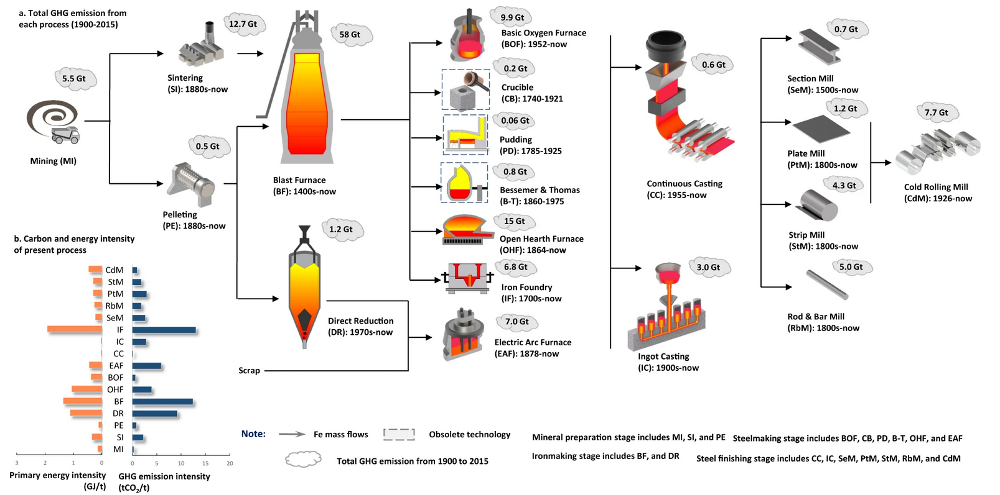 a. Total GHG emission from
each process (1900-2015)
5.5 Gt
Mining (MI)
12.7 Gt
Sintering
(SI): 1880s-now
0.5 Gt
Pelleting
(PE): 1880s-now
58 Gt
Blast Furnace
(BF): 1400s-now
1.2 Gt
Direct Reduction
(DR): 1970s-now
Scrap
9.9 Gt
Basic Oxygen Furnace
(BOF): 1952-now
0.2 Gt
Crucible
(CB): 1740-1921
0.06 Gt
Pudding
(PD): 1785-1925
0.8 Gt
Bessemer & Thomas
(B-T): 1860-1975
15 Gt
Open Hearth Furnace
(OHF): 1864-now
6.8 Gt
Iron Foundry
(IF): 1700s-now
7.0 Gt
Electric Arc Furnace
(EAF): 1878-now
0.6 Gt
Continuous Casting
(CC): 1955-now
3.0 Gt
Ingot Casting
(IC): 1900s-now
0.7 Gt
Section Mill
(SeM): 1500s-now
1.2 Gt
Plate Mill
(PtM): 1800s-now
4.3 Gt
Strip Mill
(StM): 1800s-now
5.0 Gt
Rod & Bar Mill
(RbM): 1800s-now
7.7 Gt
Cold Rolling Mill
(CdM): 1926-now
b. Carbon and energy intensity
of present process
CdM
StM
PtM
RbM
SeM
IF
IC
CC
EAF
BOF
OHF
BF
DR
PE
SI
MI
3 2 1 0 0 5 10 15 20
Primary energy intensity
(GJ/t)
GHG emission intensity
(tCO2/t)
Note:
Fe mass flows
Obsolete technology
Total GHG emission from 1900 to 2015
Mineral preparation stage includes MI, SI, and PE
Steelmaking stage includes BOF, CB, PD, B-T, OHF, and EAF
Ironmaking stage includes BF, and DR
Steel finishing stage includes CC, IC, SeM, PtM, StM, RbM, and CdM